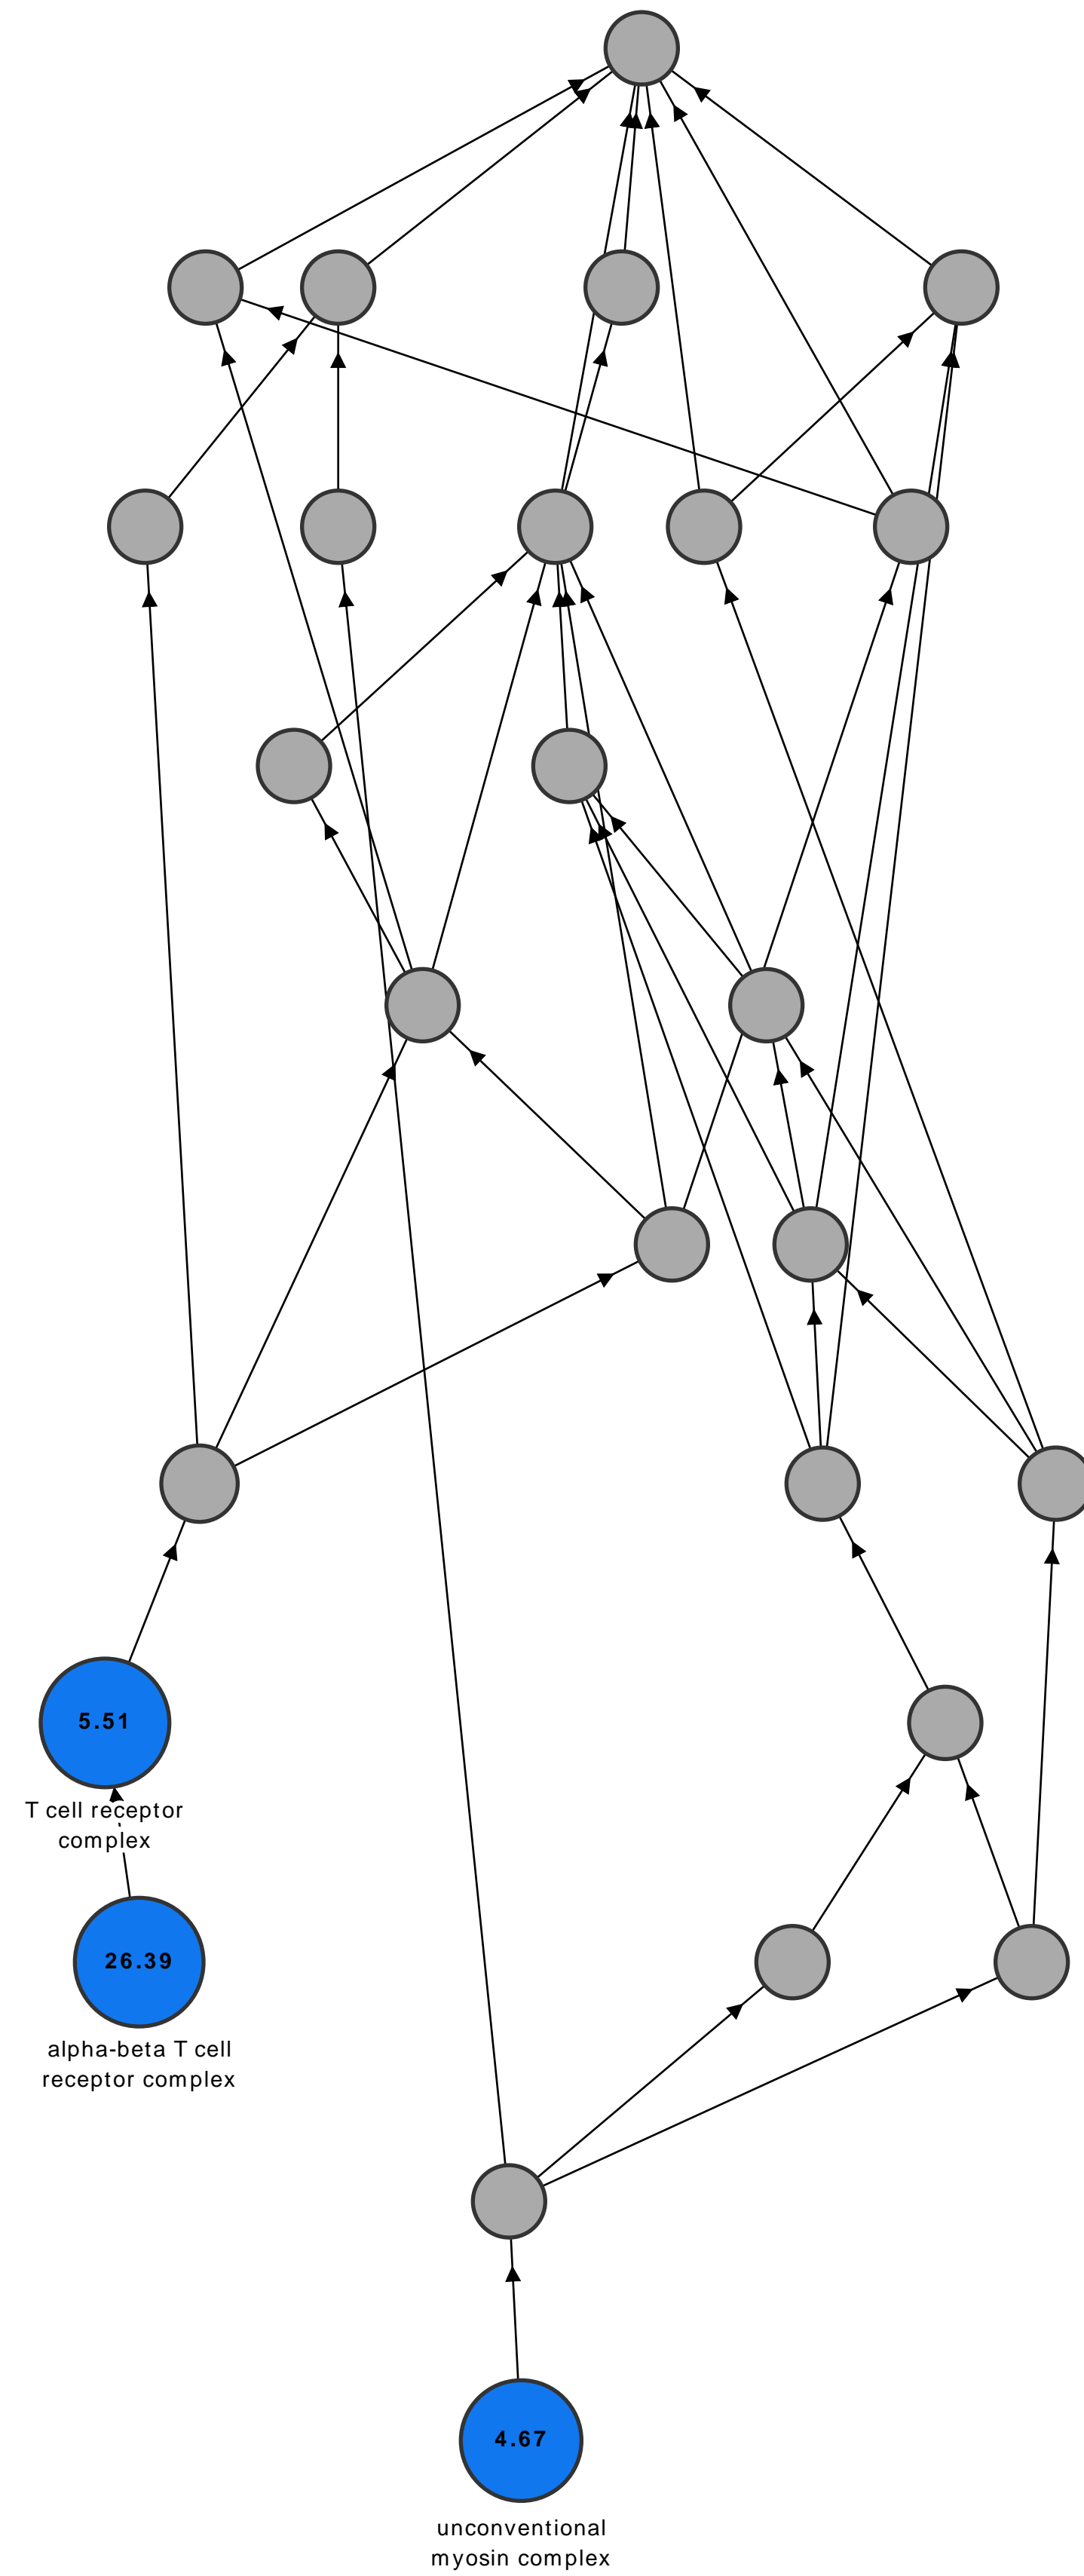 5.51
T cell receptor
complex
26.39
alpha-beta T cell
receptor complex
4.67
unconventional
myosin complex